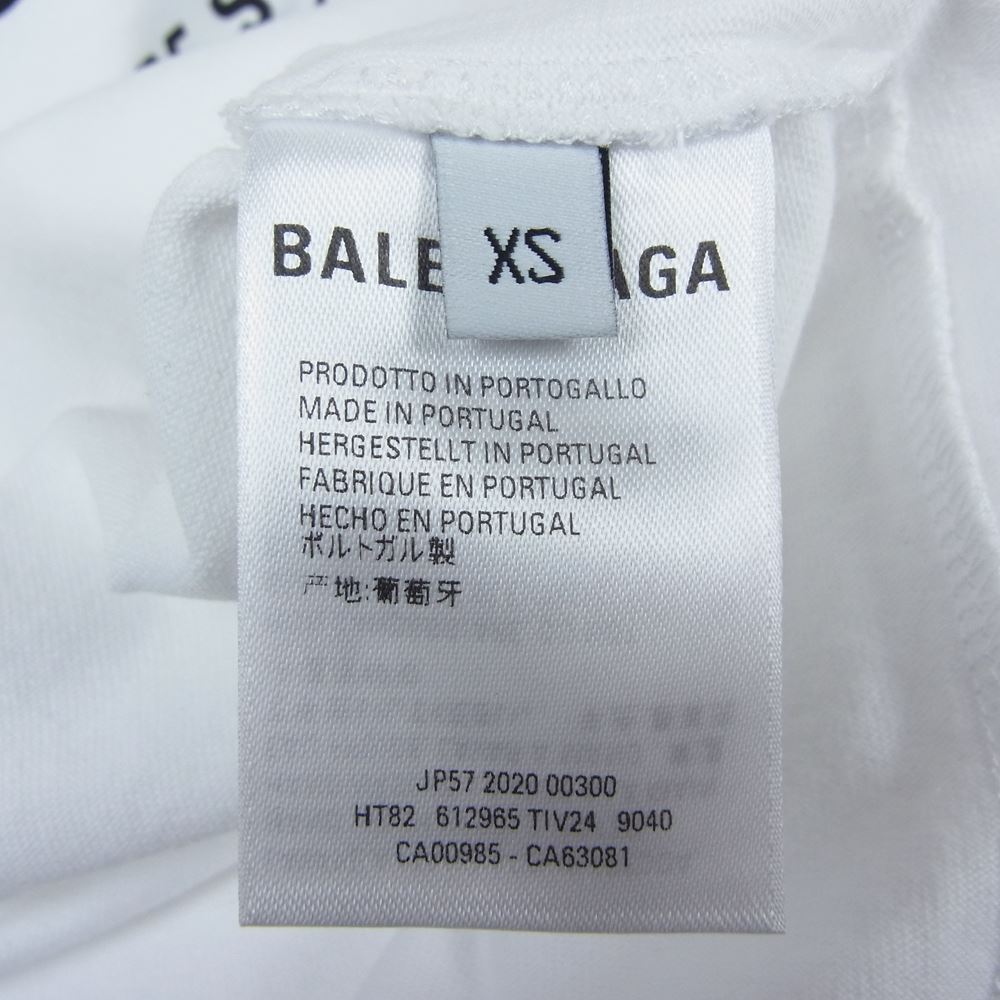 XS
BALE AGA
PRODOTTO IN PORTOGALLO
MADE IN PORTUGAL
HERGESTELLT IN PORTUGAL
FABRIQUE EN PORTUGAL
HECHO EN PORTUGAL
ポルトガル製
产地:葡萄牙
JP57 2020 00300
HT82 612965 TIV24 9040
CA00985 - CA63081